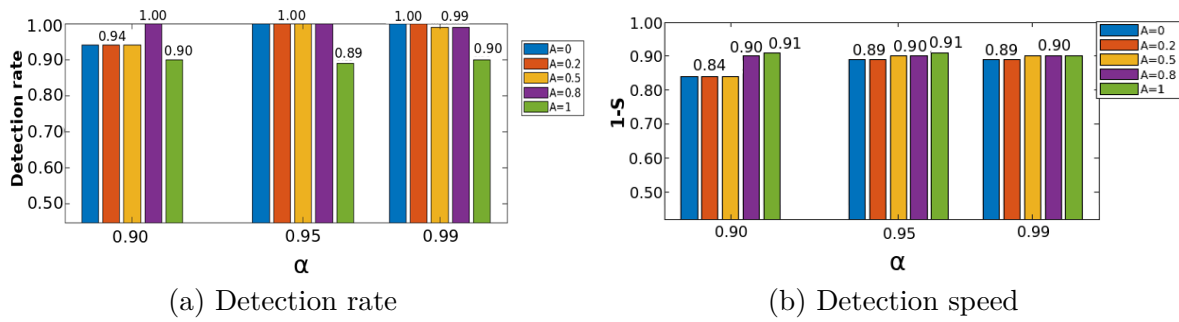 1.00
0.94
0.90
1.00
0.89
1.00
0.99
0.90
1.00
0.90
0.80
0.70
0.60
0.50
Detection rate
0.90
0.95
0.99
α
A=0
A=0.2
A=0.5
A=0.8
A=1
(a) Detection rate
0.84
0.90
0.91
0.89
0.90
0.91
0.89
0.90
1.00
0.90
0.80
0.70
0.60
0.50
1-S
0.90
0.95
0.99
α
A=0
A=0.2
A=0.5
A=0.8
A=1
(b) Detection speed